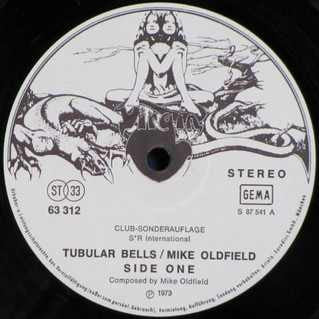 Virgin
STEREO
ST 33
63 312
GEMA
S 87 541 A
CLUB-SONDERAUFLAGE
S*R International
TUBULAR BELLS / MIKE OLDFIELD
SIDE ONE
Composed by Mike Oldfield
℗ 1973